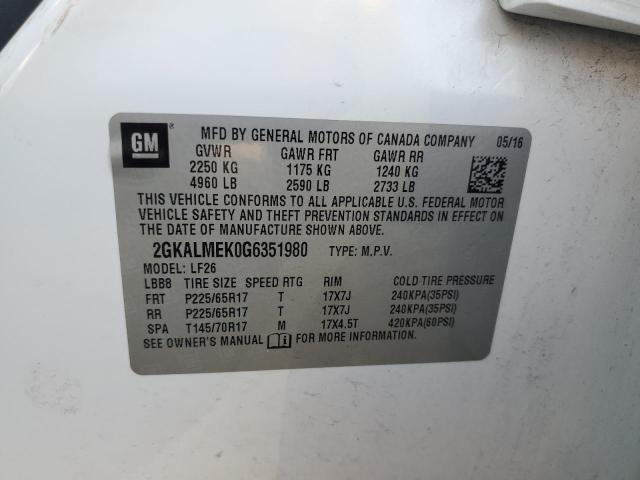 GM ® MFD BY GENERAL MOTORS OF CANADA COMPANY 05/16
GVWR GAWR FRT GAWR RR
2250 KG 1175 KG 1240 KG
4960 LB 2590 LB 2733 LB
THIS VEHICLE CONFORMS TO ALL APPLICABLE U.S. FEDERAL MOTOR
VEHICLE SAFETY AND THEFT PREVENTION STANDARDS IN EFFECT ON
THE DATE OF MANUFACTURE SHOWN ABOVE.
2GKALMEK0G6351980 TYPE: M.P.V.
MODEL: LF26
LBB8 TIRE SIZE SPEED RTG RIM COLD TIRE PRESSURE
FRT P225/65R17 T 17X7J 240KPA(35PSI)
RR P225/65R17 T 17X7J 240KPA(35PSI)
SPA T145/70R17 M 17X4.5T 420KPA(60PSI)
SEE OWNER'S MANUAL FOR MORE INFORMATION.